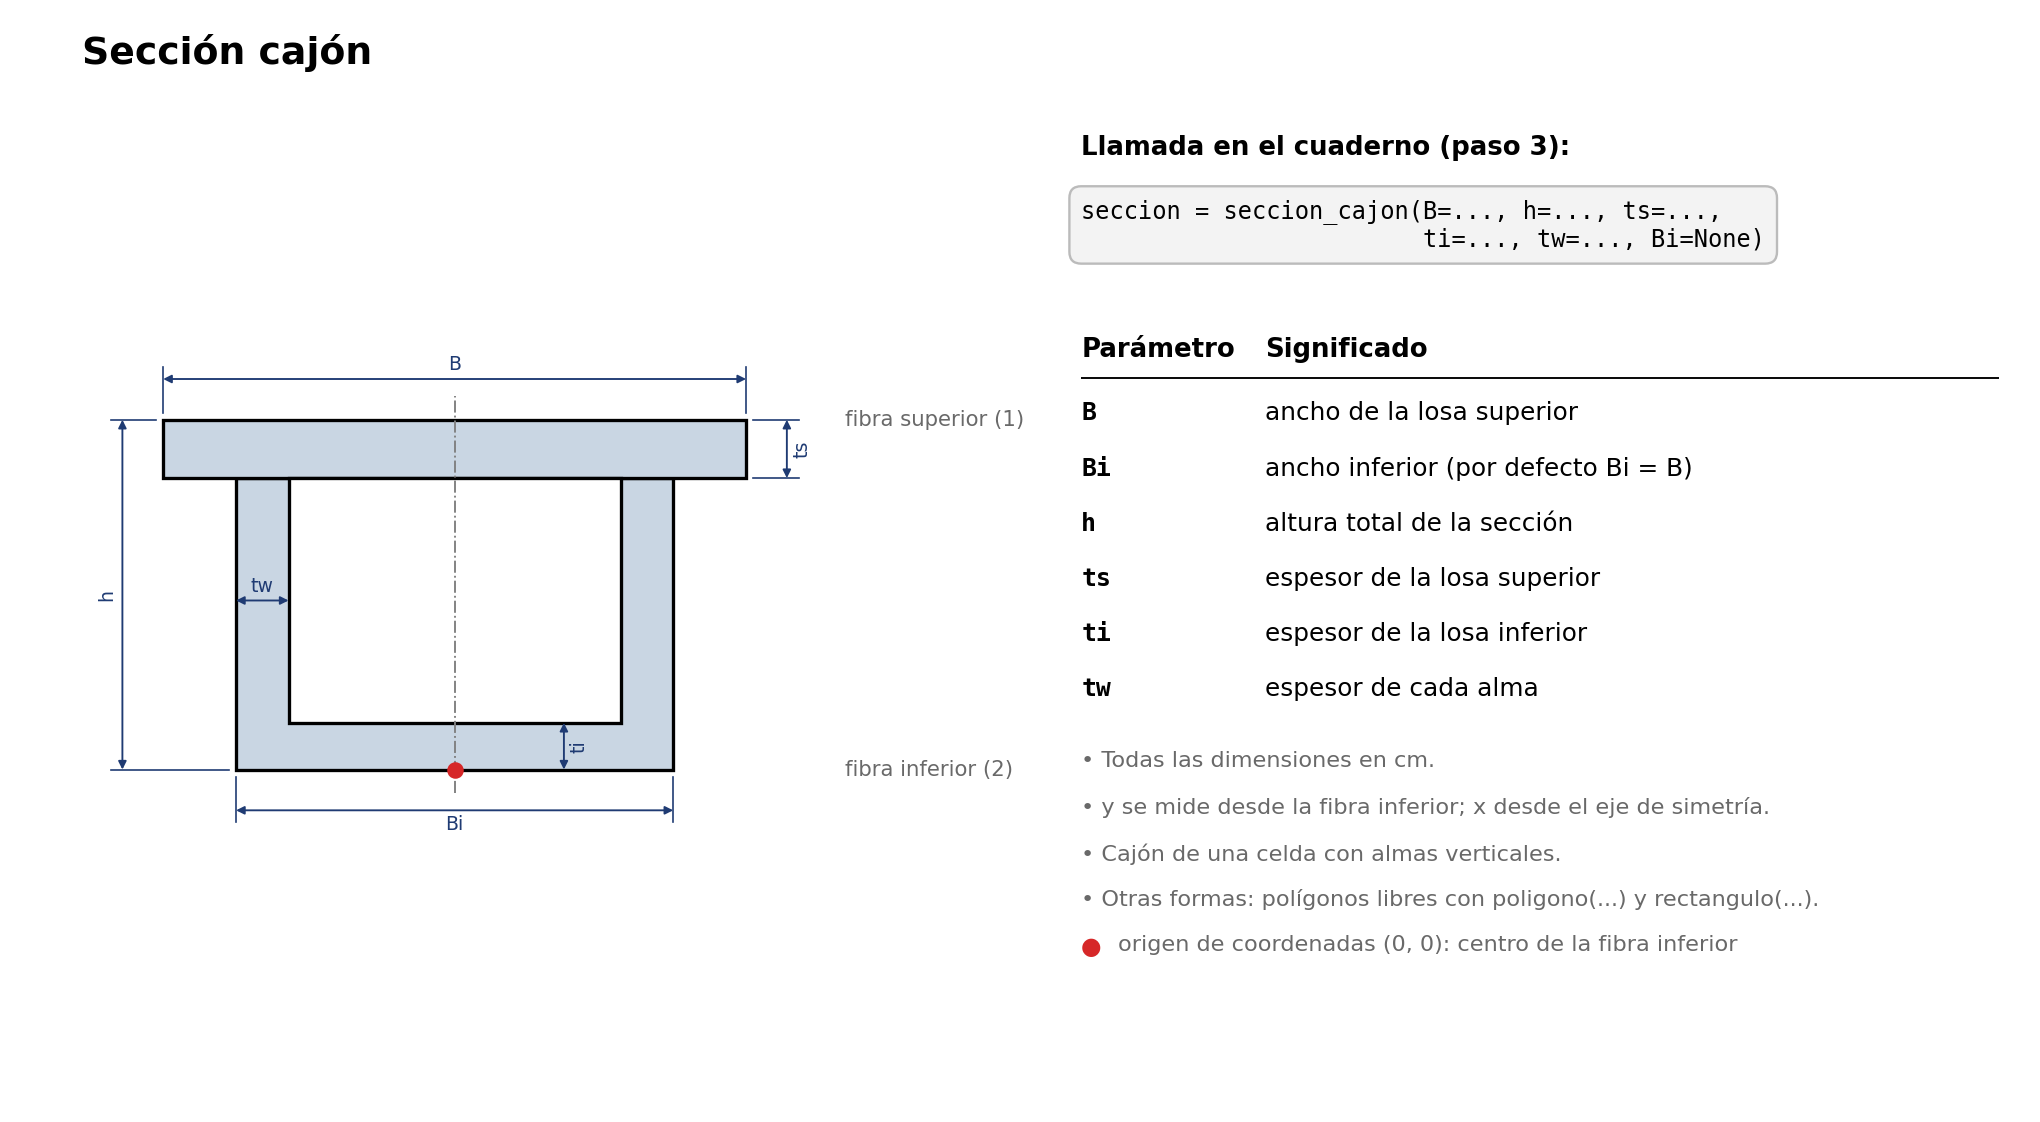 Sección cajón
B
ts
h
tw
ti
Bi
fibra superior (1)
fibra inferior (2)
Llamada en el cuaderno (paso 3):
seccion = seccion_cajon(B=..., h=..., ts=...,
ti=..., tw=..., Bi=None)
Parámetro Significado
B ancho de la losa superior
Bi ancho inferior (por defecto Bi = B)
h altura total de la sección
ts espesor de la losa superior
ti espesor de la losa inferior
tw espesor de cada alma
• Todas las dimensiones en cm.
• y se mide desde la fibra inferior; x desde el eje de simetría.
• Cajón de una celda con almas verticales.
• Otras formas: polígonos libres con poligono(...) y rectangulo(...).
origen de coordenadas (0, 0): centro de la fibra inferior